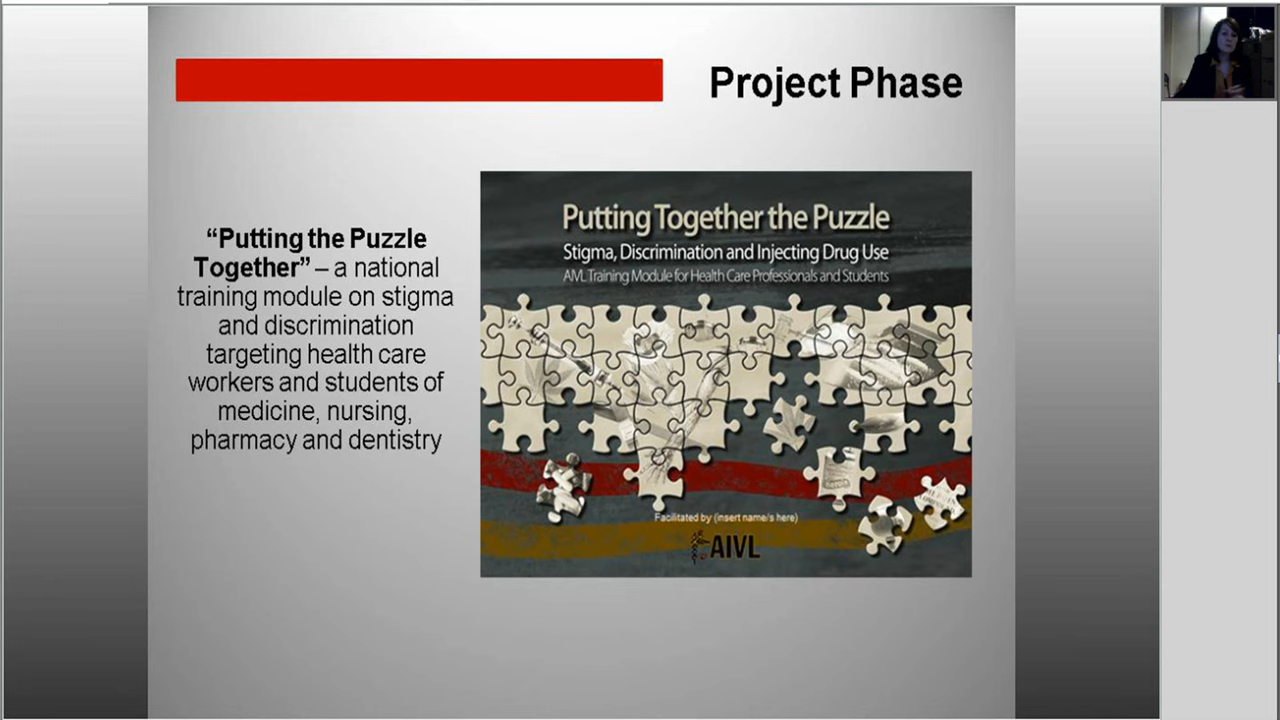 Project Phase
“Putting the Puzzle
Together” – a national
training module on stigma
and discrimination
targeting health care
workers and students of
medicine, nursing,
pharmacy and dentistry
Putting Together the Puzzle
Stigma, Discrimination and Injecting Drug Use
AIVL Training Module for Health Care Professionals and Students
Facilitated by (insert name/s here)
AIVL